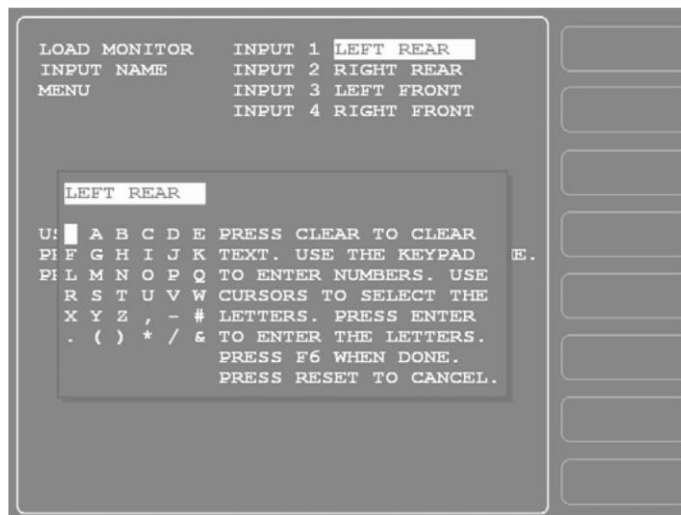 LOAD MONITOR INPUT 1 LEFT REAR
INPUT NAME INPUT 2 RIGHT REAR
MENU INPUT 3 LEFT FRONT
INPUT 4 RIGHT FRONT
LEFT REAR
A B C D E PRESS CLEAR TO CLEAR
F G H I J K TEXT. USE THE KEYPAD
L M N O P Q TO ENTER NUMBERS. USE
R S T U V W CURSORS TO SELECT THE
X Y Z , - # LETTERS. PRESS ENTER
. ( ) * / & TO ENTER THE LETTERS.
PRESS F6 WHEN DONE.
PRESS RESET TO CANCEL.